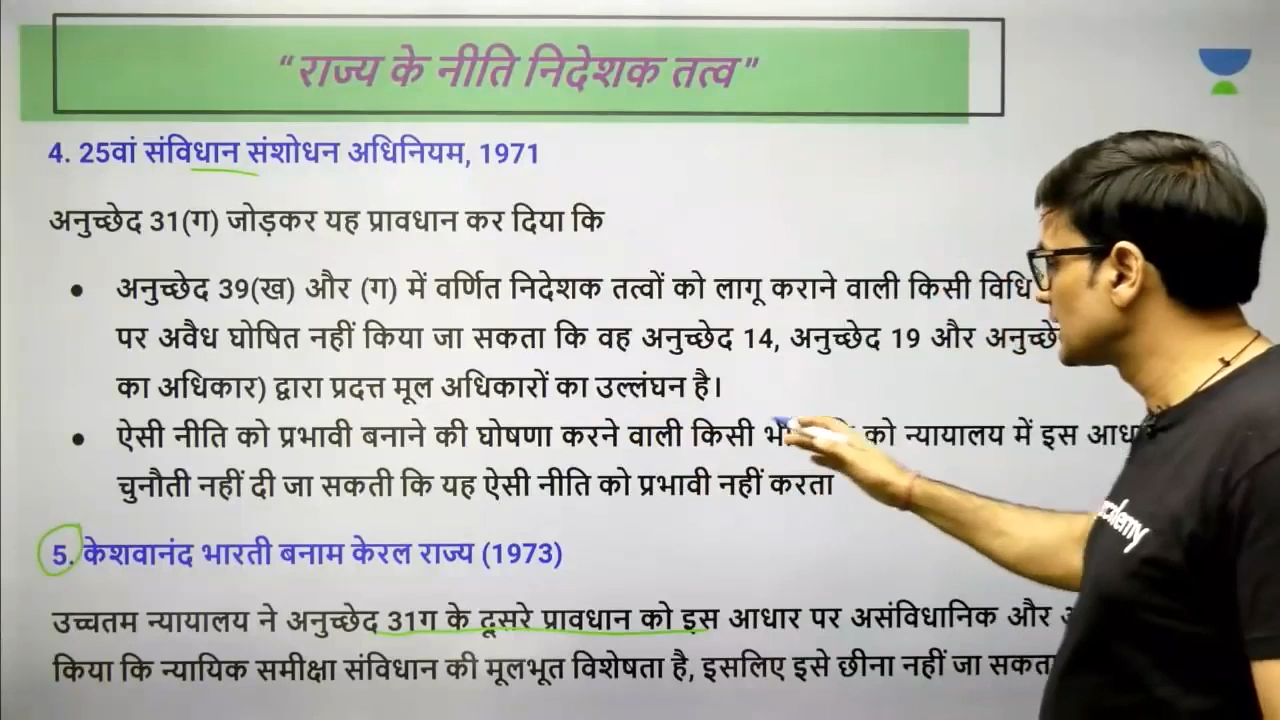 “राज्य के नीति निदेशक तत्व”
4. 25वां संविधान संशोधन अधिनियम, 1971
अनुच्छेद 31(ग) जोड़कर यह प्रावधान कर दिया कि
• अनुच्छेद 39(ख) और (ग) में वर्णित निदेशक तत्वों को लागू कराने वाली किसी विधि
पर अवैध घोषित नहीं किया जा सकता कि वह अनुच्छेद 14, अनुच्छेद 19 और
का अधिकार) द्वारा प्रदत्त मूल अधिकारों का उल्लंघन है।
• ऐसी नीति को प्रभावी बनाने की घोषणा करने वाली किसी को न्यायालय में इस
चुनौती नहीं दी जा सकती कि यह ऐसी नीति को प्रभावी नहीं करता
5. केशवानंद भारती बनाम केरल राज्य (1973)
उच्चतम न्यायालय ने अनुच्छेद 31ग के दूसरे प्रावधान को इस आधार पर असंविधानिक और
किया कि न्यायिक समीक्षा संविधान की मूलभूत विशेषता है, इसलिए इसे छीना नहीं जा सकता